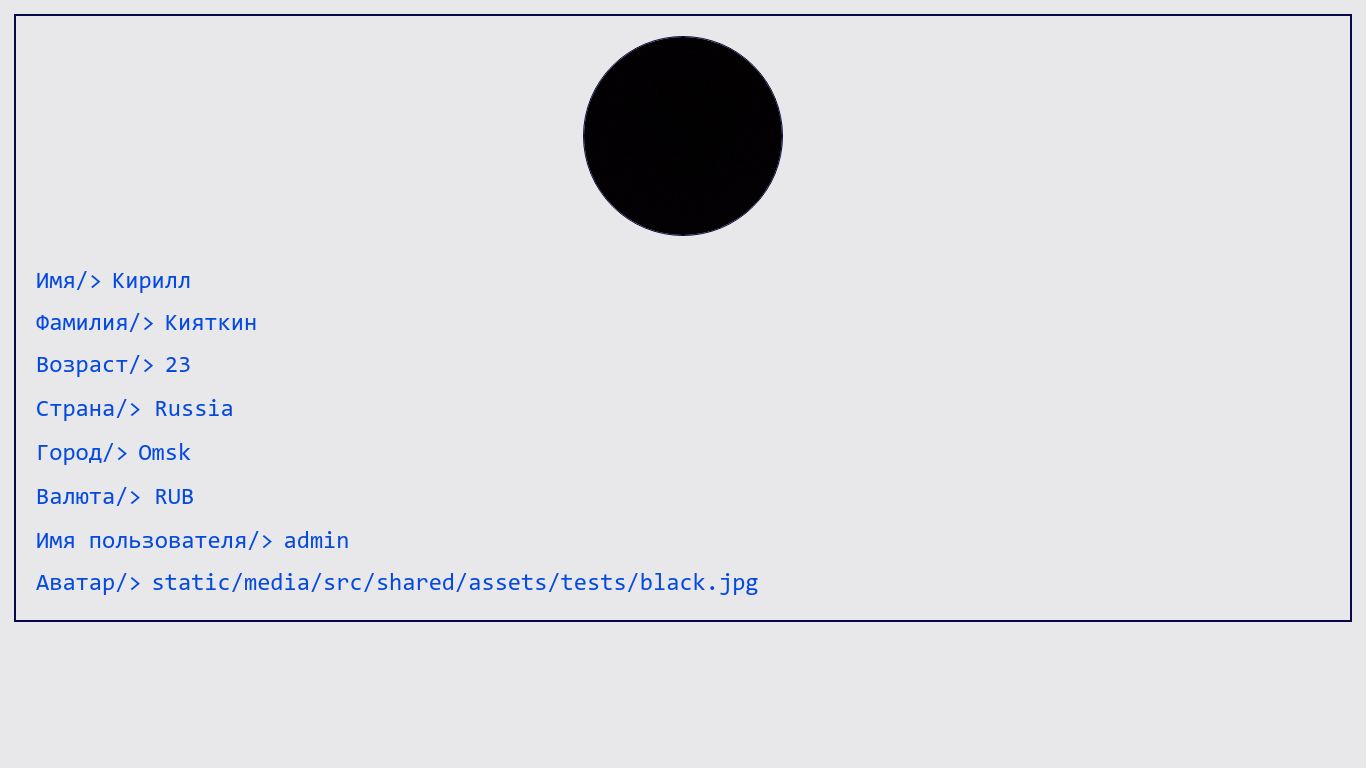 Имя/> Кирилл
Фамилия/> Кияткин
Возраст/> 23
Страна/> Russia
Город/> Omsk
Валюта/> RUB
Имя пользователя/> admin
Аватар/> static/media/src/shared/assets/tests/black.jpg